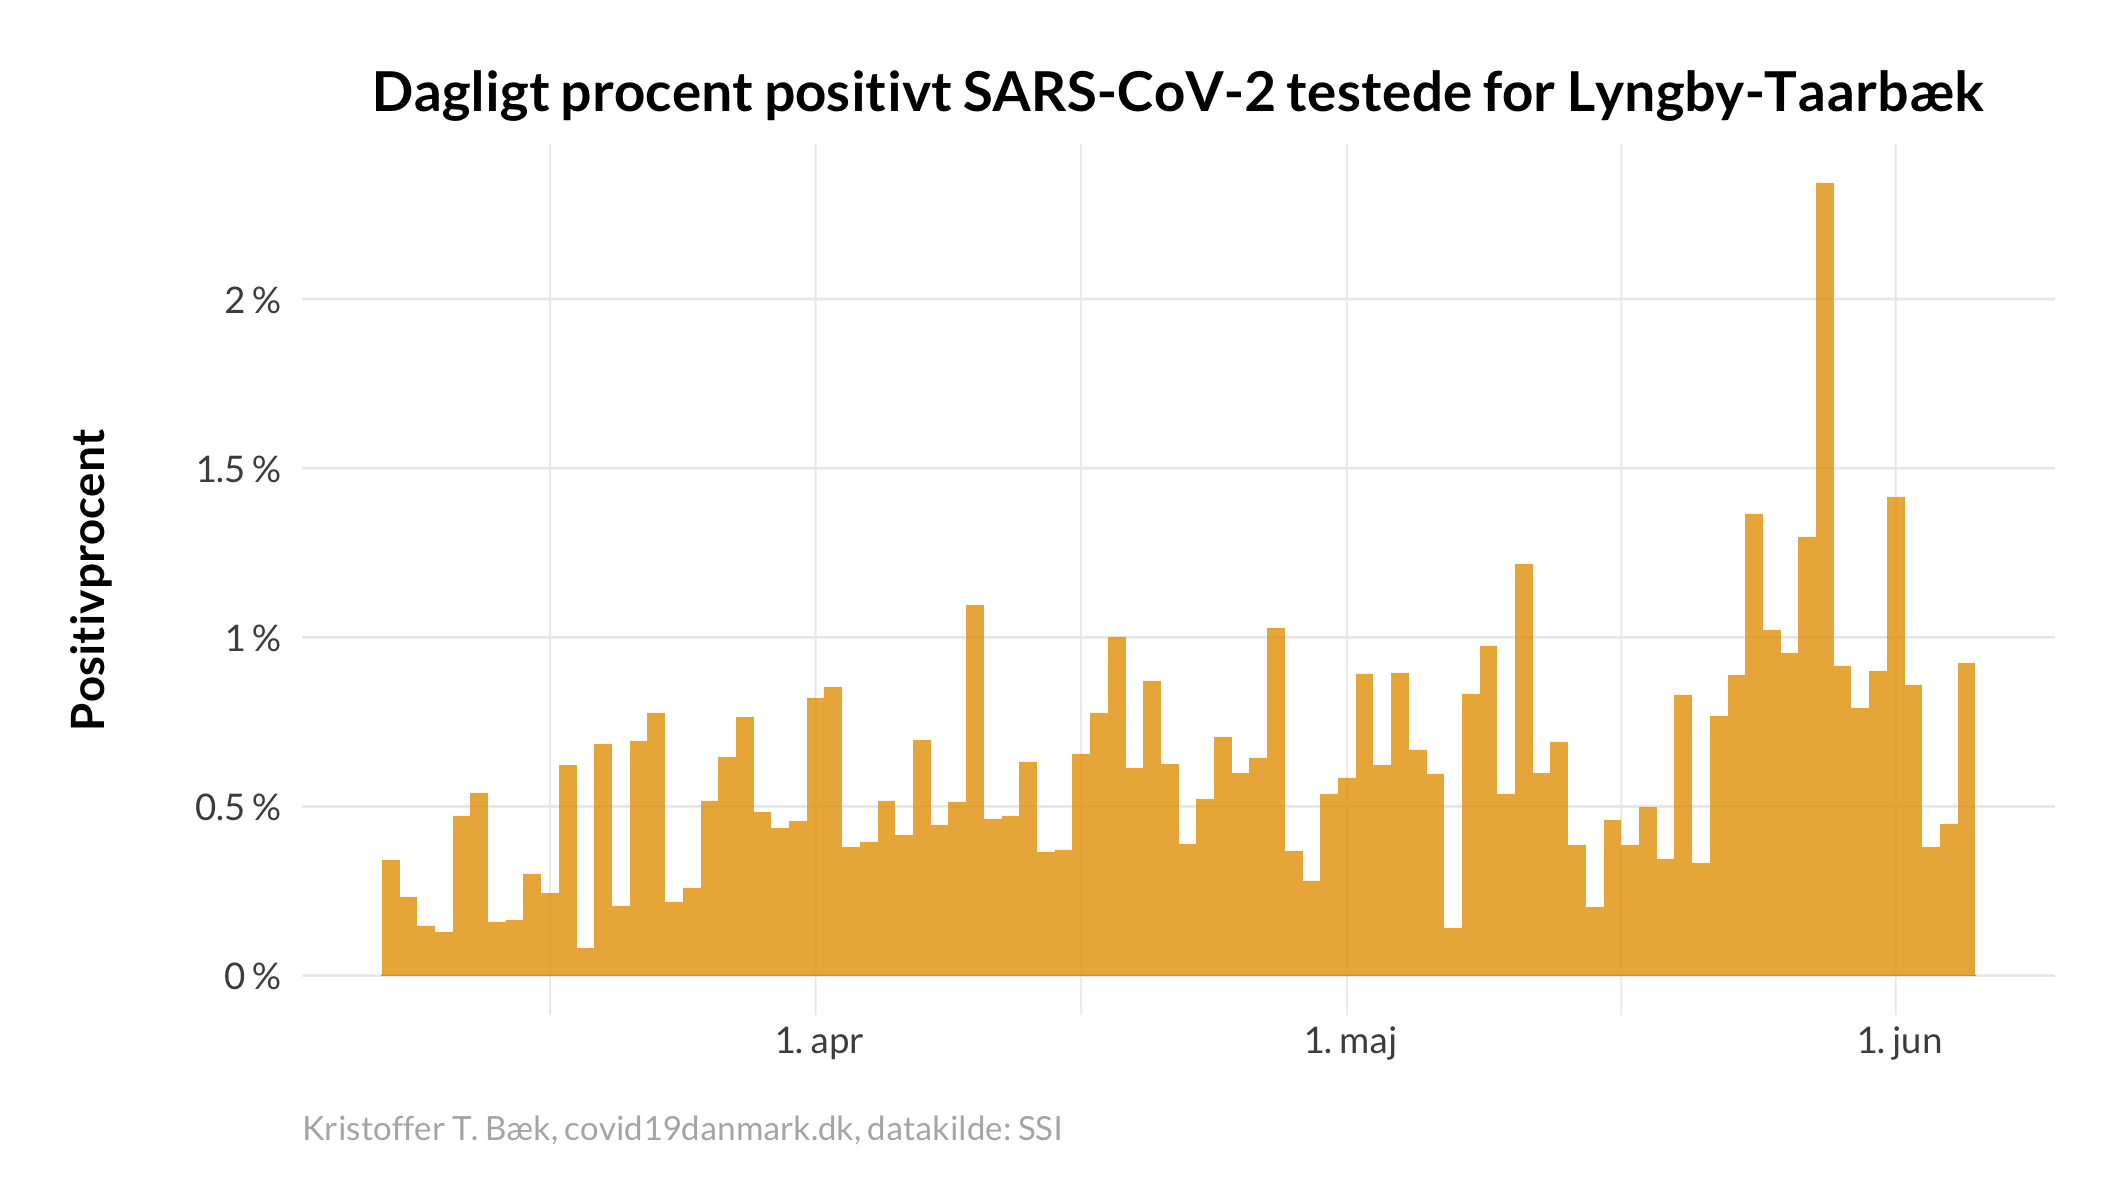 Dagligt procent positivt SARS-CoV-2 testede for Lyngby-Taarbæk
Positivprocent
2 %
1.5 %
1 %
0.5 %
0 %
1. apr
1. maj
1. jun
Kristoffer T. Bæk, covid19danmark.dk, datakilde: SSI